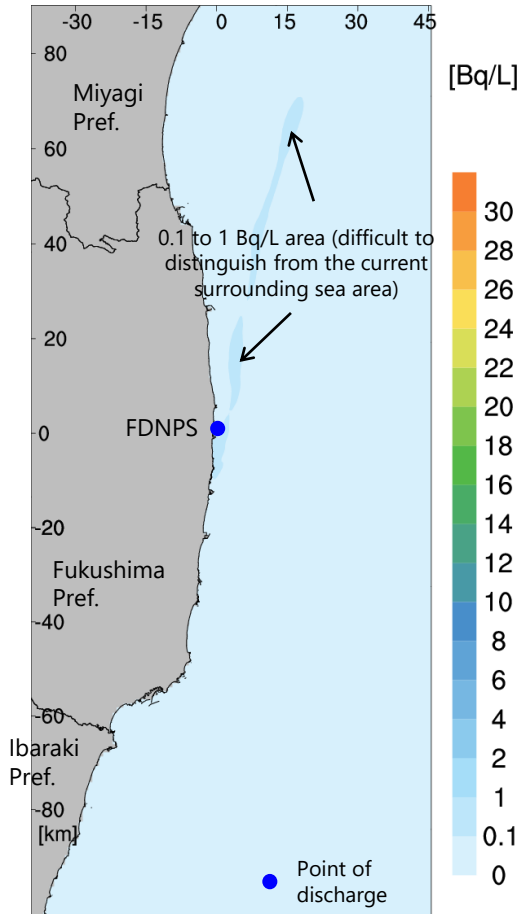 -30 -15 0 15 30 45
[Bq/L]
80
Miyagi
Pref.
60
40
0.1 to 1 Bq/L area (difficult to
distinguish from the current
surrounding sea area)
20
FDNPS
0
-20
Fukushima
Pref.
-40
-60
Ibaraki
Pref.
-80
[km]
Point of
discharge
30
28
26
24
22
20
18
16
14
12
10
8
6
4
2
1
0.1
0